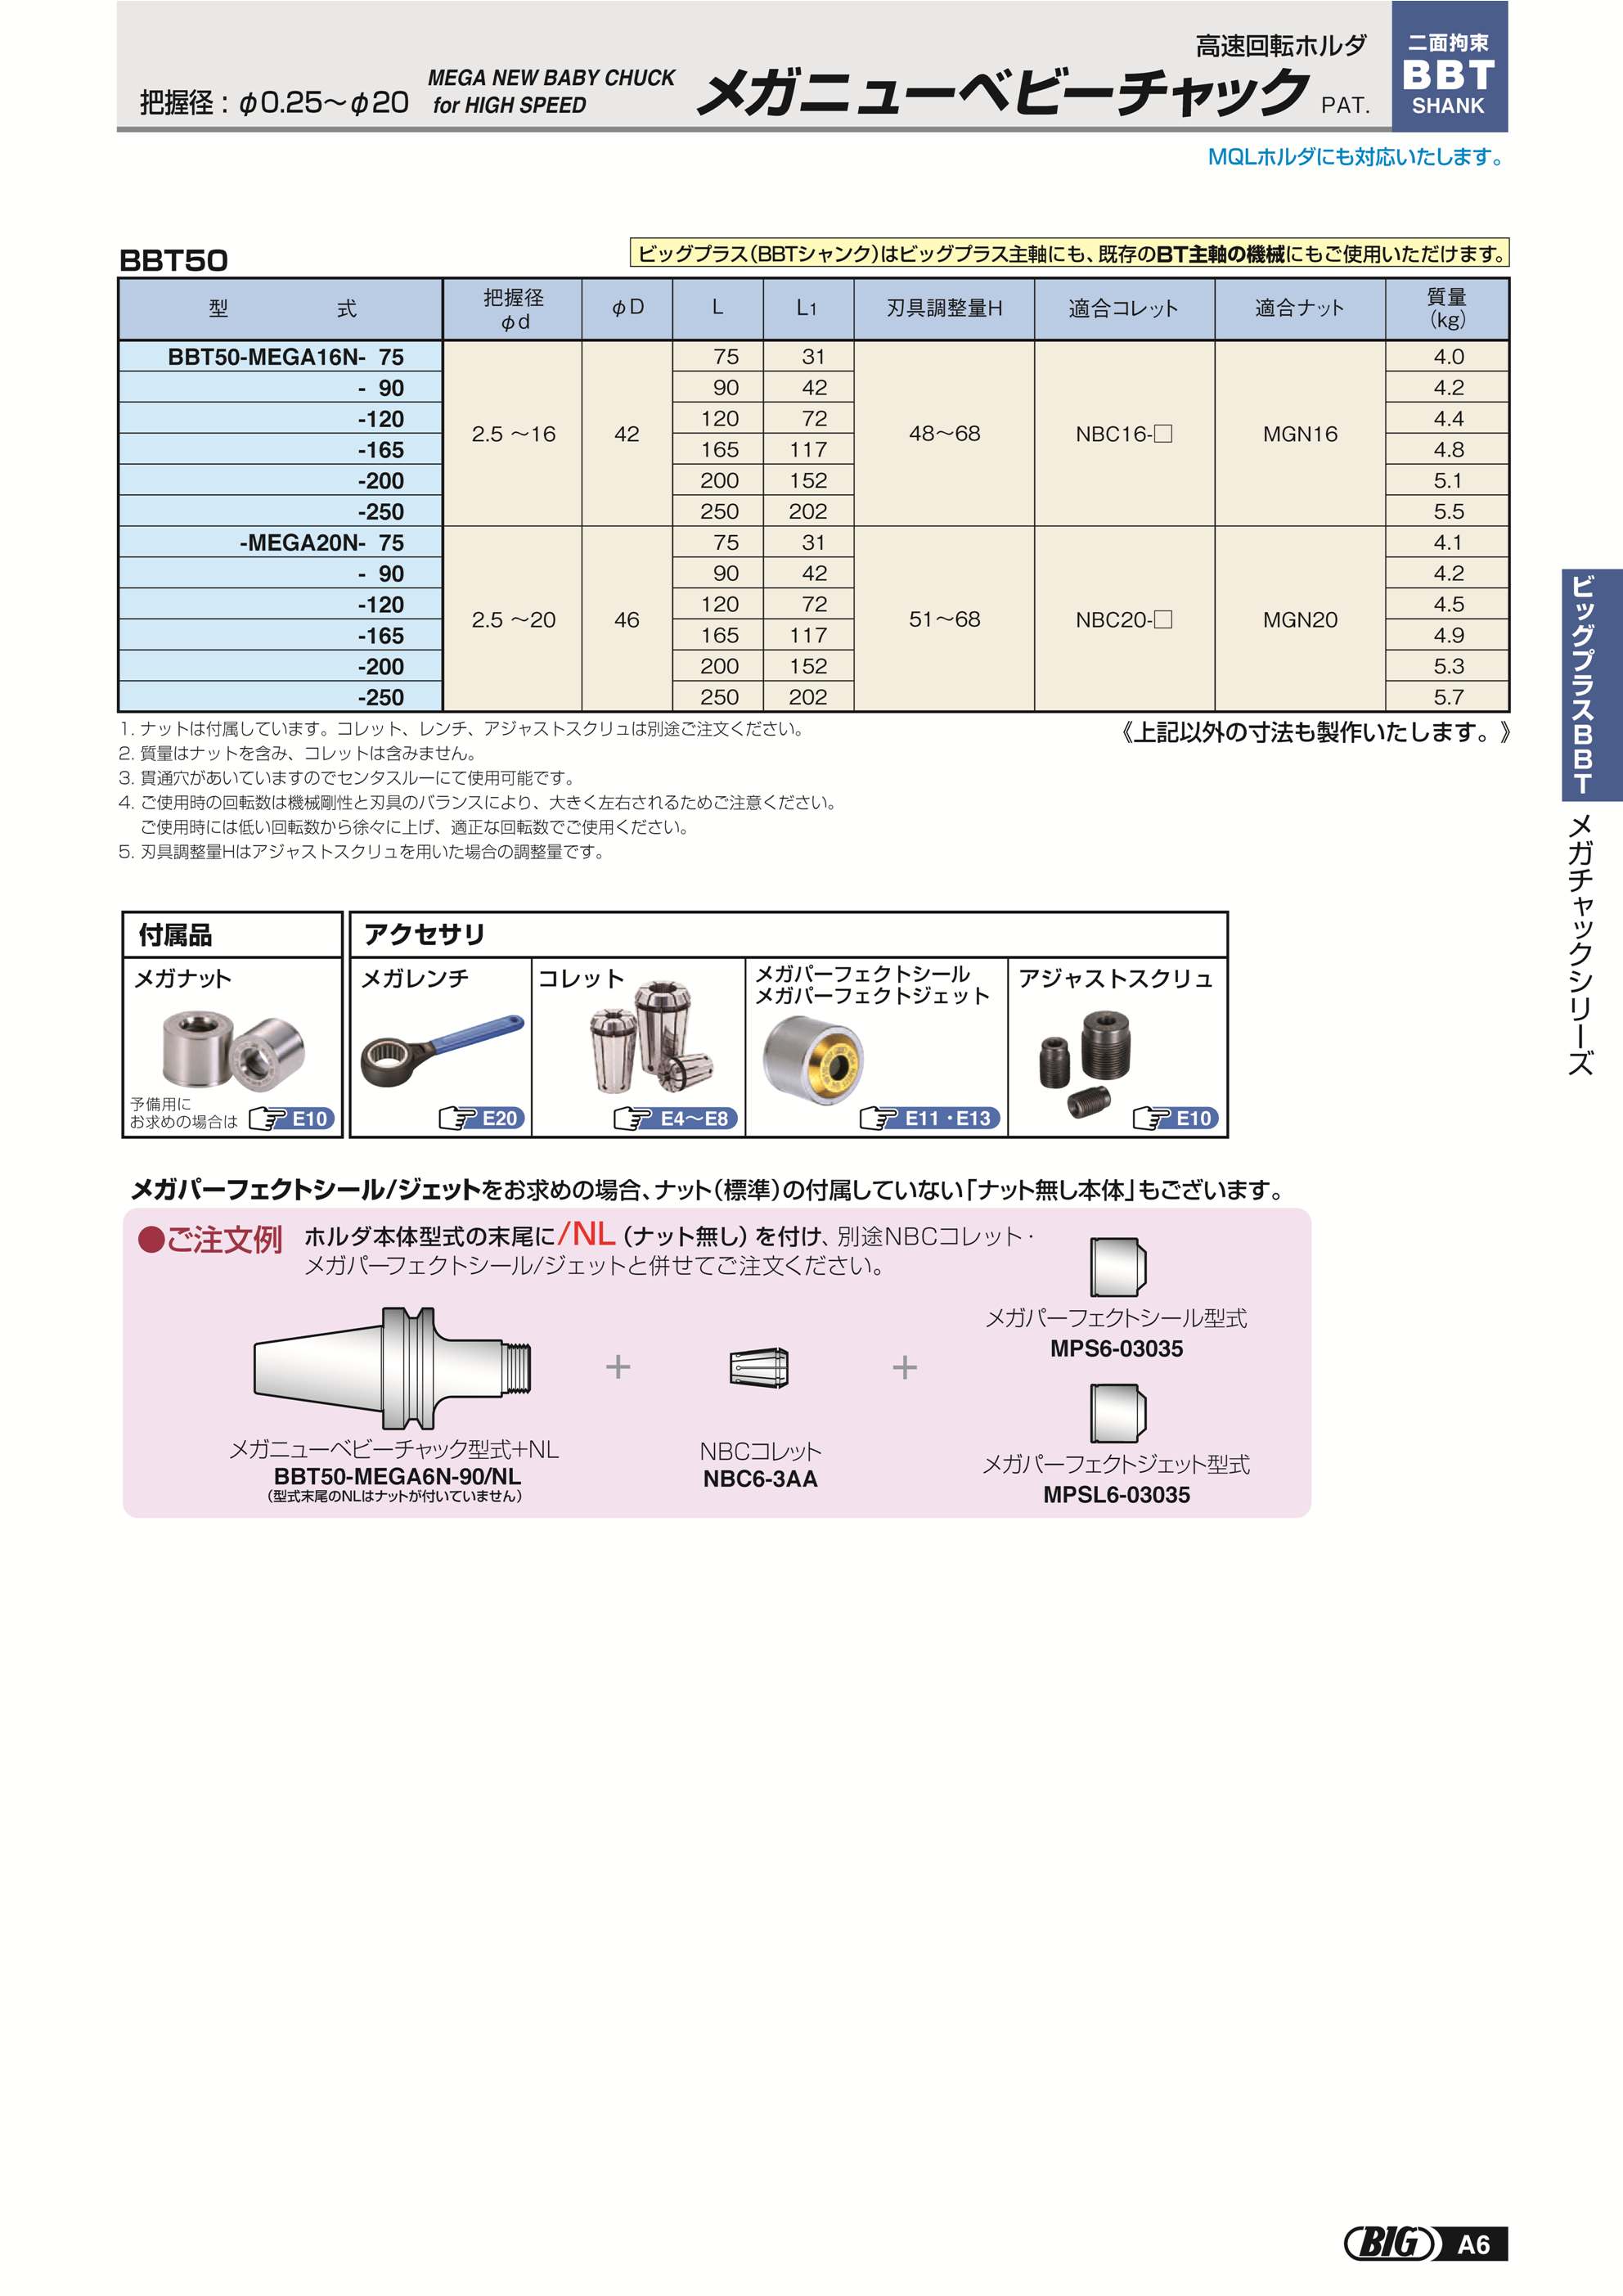 高速回転ホルダ
把握径：φ0.25～φ20
MEGA NEW BABY CHUCK
for HIGH SPEED
メガニューベビーチャック PAT.
二面拘束
BBT
SHANK
MQLホルダにも対応いたします。
BBT50
ビッグプラス（BBTシャンク）はビッグプラス主軸にも、既存のBT主軸の機械にもご使用いただけます。
型式 把握径φd φD L L1 刃具調整量H 適合コレット 適合ナット 質量(kg)
BBT50-MEGA16N- 75 2.5～16 42 75 31 48～68 NBC16-□ MGN16 4.0
- 90 90 42 4.2
-120 120 72 4.4
-165 165 117 4.8
-200 200 152 5.1
-250 250 202 5.5
-MEGA20N- 75 2.5～20 46 75 31 51～68 NBC20-□ MGN20 4.1
- 90 90 42 4.2
-120 120 72 4.5
-165 165 117 4.9
-200 200 152 5.3
-250 250 202 5.7
1. ナットは付属しています。コレット、レンチ、アジャストスクリュは別途ご注文ください。
2. 質量はナットを含み、コレットは含みません。
3. 貫通穴があいていますのでセンタスルーにて使用可能です。
4. ご使用時の回転数は機械剛性と刃具のバランスにより、大きく左右されるためご注意ください。
ご使用時には低い回転数から徐々に上げ、適正な回転数でご使用ください。
5. 刃具調整量Hはアジャストスクリュを用いた場合の調整量です。
《上記以外の寸法も製作いたします。》
付属品
メガナット
予備用に
お求めの場合は E10
アクセサリ
メガレンチ
E20
コレット
E4～E8
メガパーフェクトシール
メガパーフェクトジェット
E11・E13
アジャストスクリュ
E10
メガパーフェクトシール/ジェットをお求めの場合、ナット（標準）の付属していない「ナット無し本体」もございます。
●ご注文例 ホルダ本体型式の末尾に/NL（ナット無し）を付け、別途NBCコレット・
メガパーフェクトシール/ジェットと併せてご注文ください。
メガニューベビーチャック型式+NL
BBT50-MEGA6N-90/NL
（型式末尾のNLはナットが付いていません）
+
NBCコレット
NBC6-3AA
+
メガパーフェクトシール型式
MPS6-03035
メガパーフェクトジェット型式
MPSL6-03035
ビッグプラスBBT
メガチャックシリーズ
BIG A6